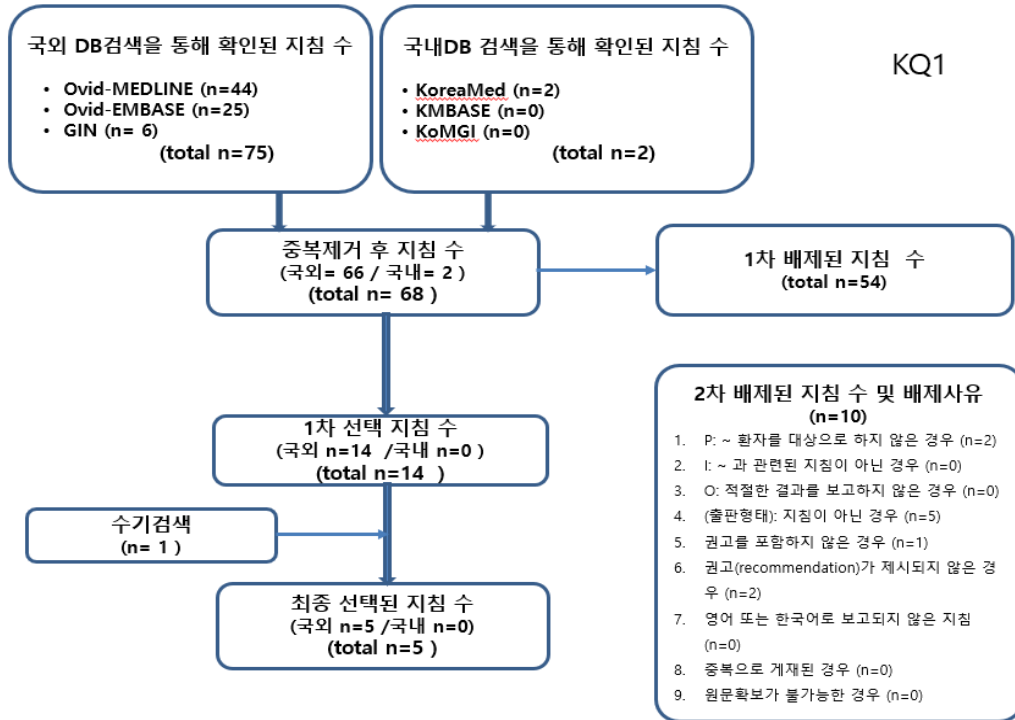 국외 DB검색을 통해 확인된 지침 수
• Ovid-MEDLINE (n=44)
• Ovid-EMBASE (n=25)
• GIN (n= 6)
(total n=75)
국내DB 검색을 통해 확인된 지침 수
• KoreaMed (n=2)
• KMBASE (n=0)
• KoMGI (n=0)
(total n=2)
KQ1
중복제거 후 지침 수
(국외= 66 / 국내= 2)
(total n= 68 )
1차 배제된 지침 수
(total n=54)
1차 선택 지침 수
(국외 n=14 /국내 n=0 )
(total n=14 )
수기검색
(n= 1 )
최종 선택된 지침 수
(국외 n=5 /국내 n=0)
(total n=5 )
2차 배제된 지침 수 및 배제사유
(n=10)
1. P: ~ 환자를 대상으로 하지 않은 경우 (n=2)
2. I: ~ 과 관련된 지침이 아닌 경우 (n=0)
3. O: 적절한 결과를 보고하지 않은 경우 (n=0)
4. (출판형태): 지침이 아닌 경우 (n=5)
5. 권고를 포함하지 않은 경우 (n=1)
6. 권고(recommendation)가 제시되지 않은 경
우 (n=2)
7. 영어 또는 한국어로 보고되지 않은 지침
(n=0)
8. 중복으로 게재된 경우 (n=0)
9. 원문확보가 불가능한 경우 (n=0)